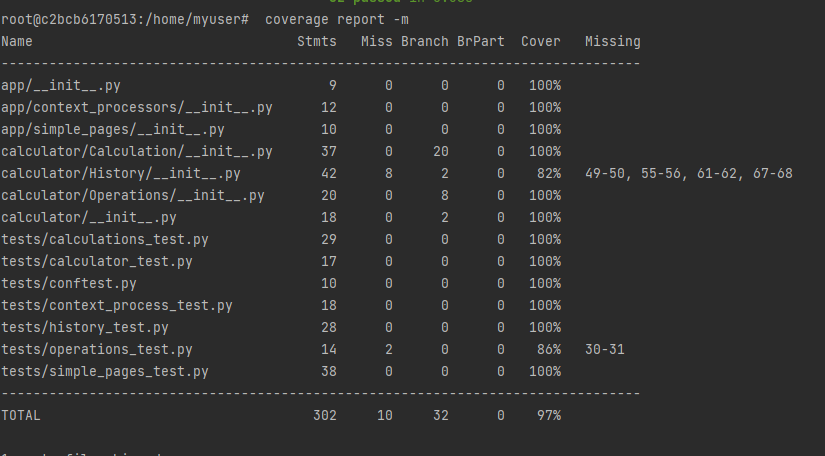 root@c2bcb6170513:/home/myuser#  coverage report -m
Name                                 Stmts   Miss Branch BrPart  Cover   Missing
--------------------------------------------------------------------------------
app/__init__.py                          9      0      0      0   100%
app/context_processors/__init__.py      12      0      0      0   100%
app/simple_pages/__init__.py            10      0      0      0   100%
calculator/Calculation/__init__.py      37      0     20      0   100%
calculator/History/__init__.py          42      8      2      0    82%   49-50, 55-56, 61-62, 67-68
calculator/Operations/__init__.py       20      0      8      0   100%
calculator/__init__.py                  18      0      2      0   100%
tests/calculations_test.py              29      0      0      0   100%
tests/calculator_test.py                17      0      0      0   100%
tests/conftest.py                       10      0      0      0   100%
tests/context_process_test.py           18      0      0      0   100%
tests/history_test.py                   28      0      0      0   100%
tests/operations_test.py                14      2      0      0    86%   30-31
tests/simple_pages_test.py              38      0      0      0   100%
--------------------------------------------------------------------------------
TOTAL                                  302     10     32      0    97%